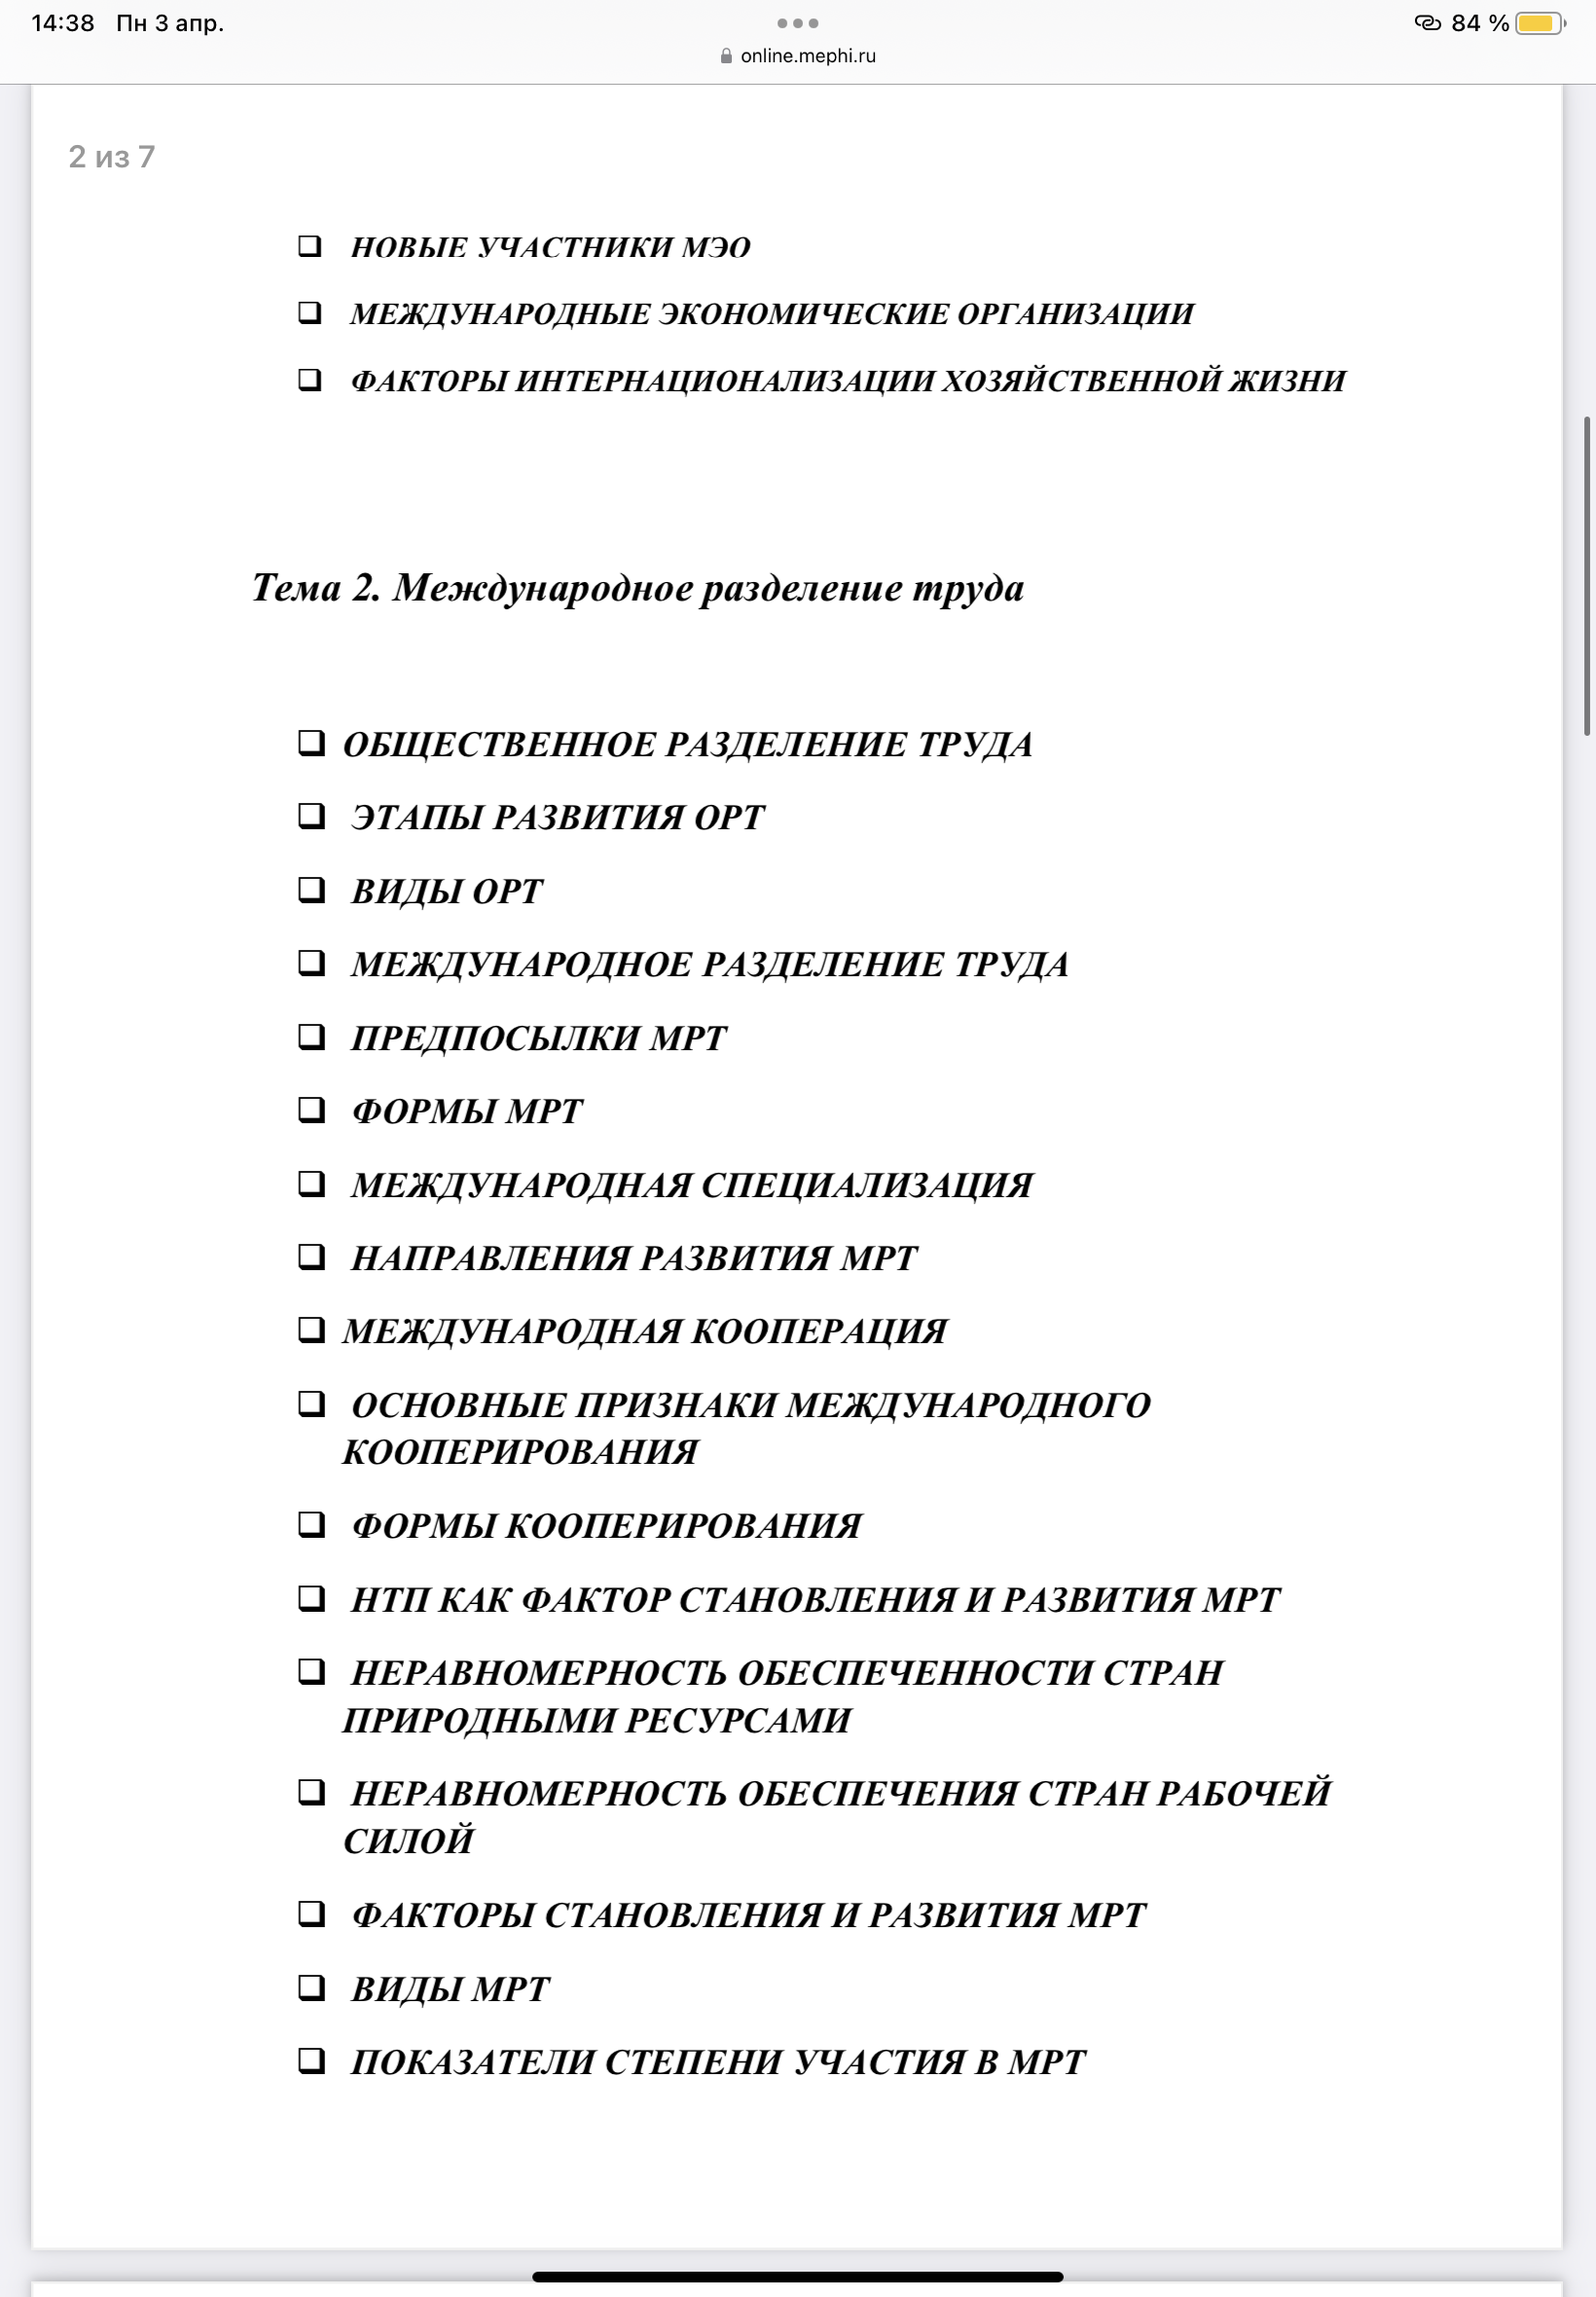 14:38 Пн 3 апр.
84 %
online.mephi.ru
2 из 7
❏ НОВЫЕ УЧАСТНИКИ МЭО
❏ МЕЖДУНАРОДНЫЕ ЭКОНОМИЧЕСКИЕ ОРГАНИЗАЦИИ
❏ ФАКТОРЫ ИНТЕРНАЦИОНАЛИЗАЦИИ ХОЗЯЙСТВЕННОЙ ЖИЗНИ
Тема 2. Международное разделение труда
❏ ОБЩЕСТВЕННОЕ РАЗДЕЛЕНИЕ ТРУДА
❏ ЭТАПЫ РАЗВИТИЯ ОРТ
❏ ВИДЫ ОРТ
❏ МЕЖДУНАРОДНОЕ РАЗДЕЛЕНИЕ ТРУДА
❏ ПРЕДПОСЫЛКИ МРТ
❏ ФОРМЫ МРТ
❏ МЕЖДУНАРОДНАЯ СПЕЦИАЛИЗАЦИЯ
❏ НАПРАВЛЕНИЯ РАЗВИТИЯ МРТ
❏ МЕЖДУНАРОДНАЯ КООПЕРАЦИЯ
❏ ОСНОВНЫЕ ПРИЗНАКИ МЕЖДУНАРОДНОГО
КООПЕРИРОВАНИЯ
❏ ФОРМЫ КООПЕРИРОВАНИЯ
❏ НТП КАК ФАКТОР СТАНОВЛЕНИЯ И РАЗВИТИЯ МРТ
❏ НЕРАВНОМЕРНОСТЬ ОБЕСПЕЧЕННОСТИ СТРАН
ПРИРОДНЫМИ РЕСУРСАМИ
❏ НЕРАВНОМЕРНОСТЬ ОБЕСПЕЧЕНИЯ СТРАН РАБОЧЕЙ
СИЛОЙ
❏ ФАКТОРЫ СТАНОВЛЕНИЯ И РАЗВИТИЯ МРТ
❏ ВИДЫ МРТ
❏ ПОКАЗАТЕЛИ СТЕПЕНИ УЧАСТИЯ В МРТ